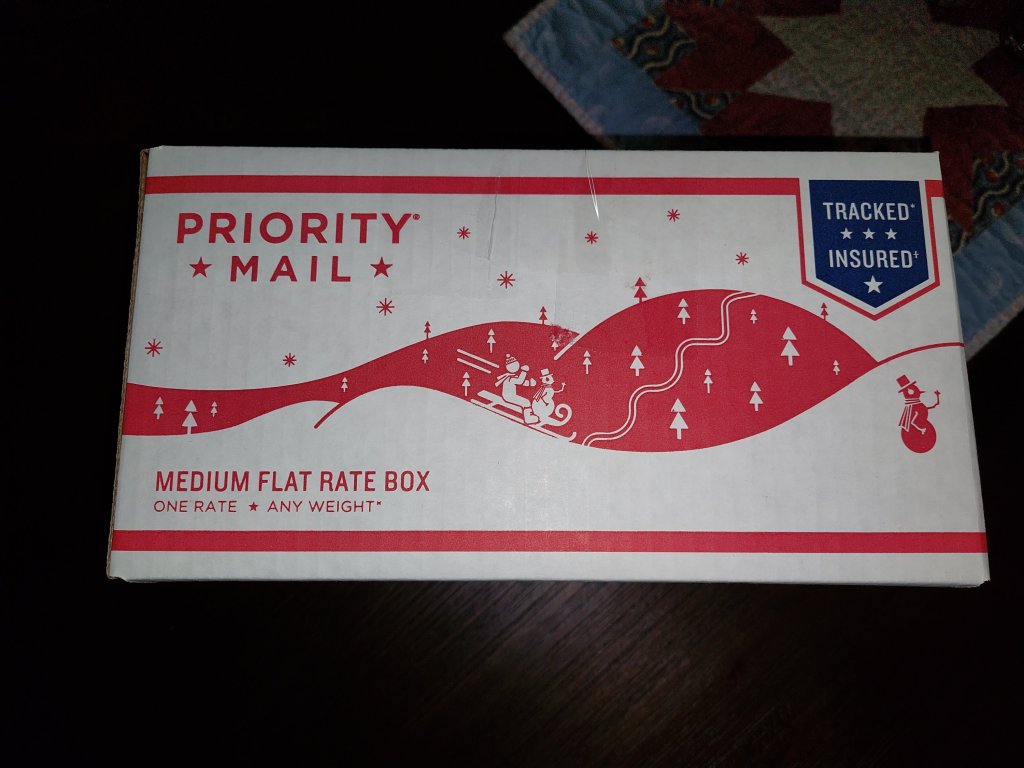 PRIORITY®
★ MAIL ★
TRACKED*
★ ★ ★
INSURED‡
★
MEDIUM FLAT RATE BOX
ONE RATE ★ ANY WEIGHT*